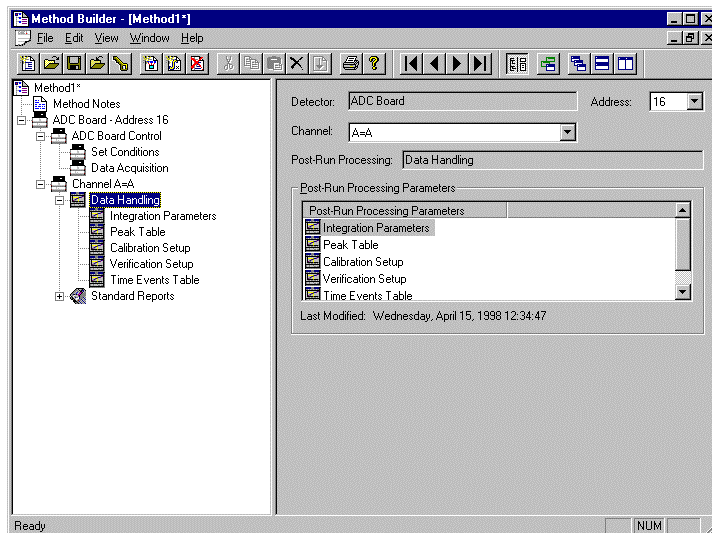 Method Builder - [Method1*]
File Edit View Window Help
Method1*
Method Notes
ADC Board - Address 16
ADC Board Control
Set Conditions
Data Acquisition
Channel A=A
Data Handling
Integration Parameters
Peak Table
Calibration Setup
Verification Setup
Time Events Table
Standard Reports
Detector: ADC Board Address: 16
Channel: A=A
Post-Run Processing: Data Handling
Post-Run Processing Parameters
Post-Run Processing Parameters
Integration Parameters
Peak Table
Calibration Setup
Verification Setup
Time Events Table
Last Modified: Wednesday, April 15, 1998 12:34:47
Ready NUM